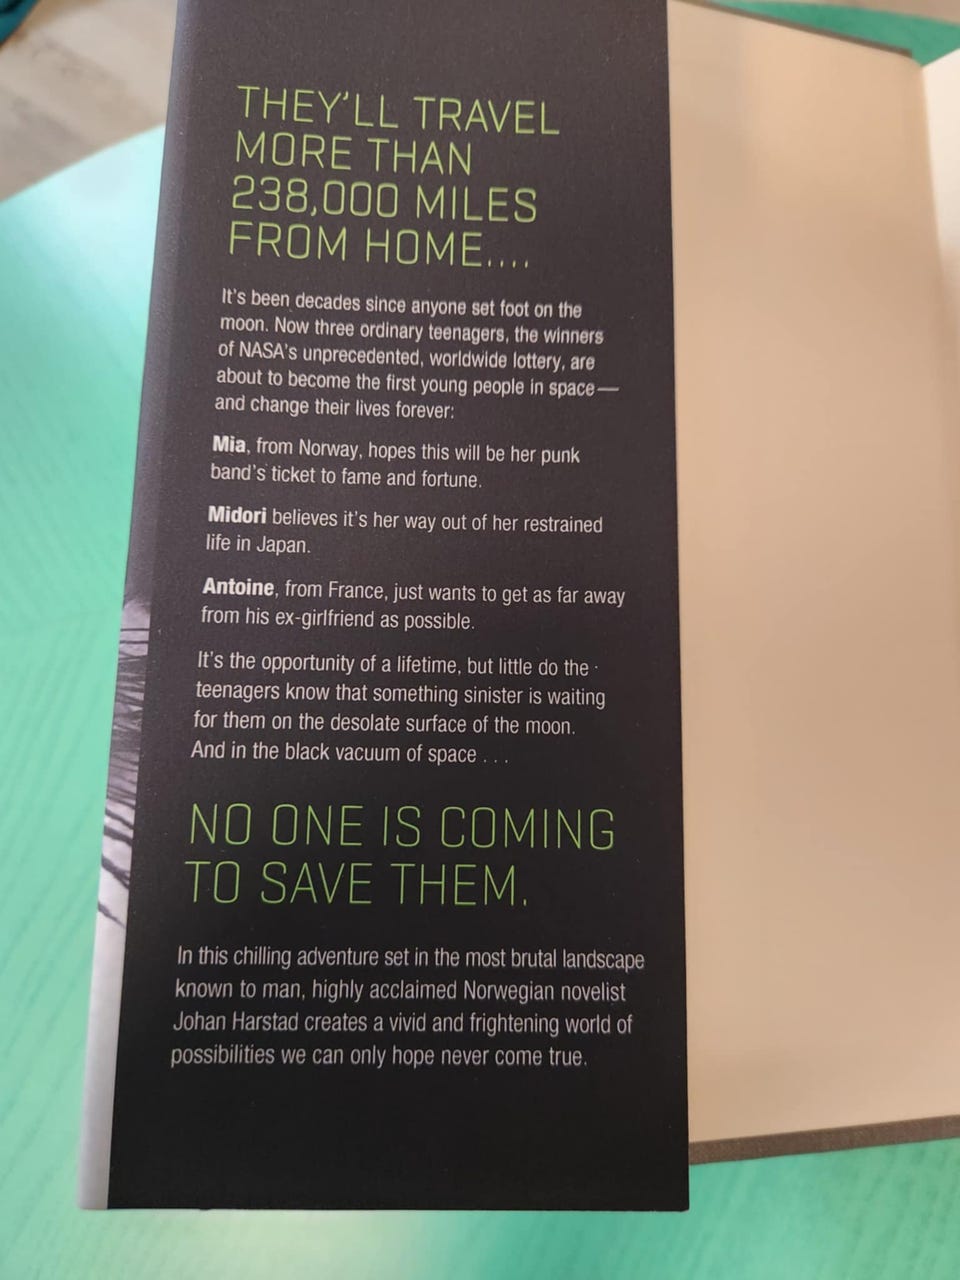 THEY'LL TRAVEL
MORE THAN
238,000 MILES
FROM HOME....
It's been decades since anyone set foot on the
moon. Now three ordinary teenagers, the winners
of NASA's unprecedented, worldwide lottery, are
about to become the first young people in space—
and change their lives forever:
Mia, from Norway, hopes this will be her punk
band's ticket to fame and fortune.
Midori believes it's her way out of her restrained
life in Japan.
Antoine, from France, just wants to get as far away
from his ex-girlfriend as possible.
It's the opportunity of a lifetime, but little do the
teenagers know that something sinister is waiting
for them on the desolate surface of the moon.
And in the black vacuum of space . . .
NO ONE IS COMING
TO SAVE THEM.
In this chilling adventure set in the most brutal landscape
known to man, highly acclaimed Norwegian novelist
Johan Harstad creates a vivid and frightening world of
possibilities we can only hope never come true.